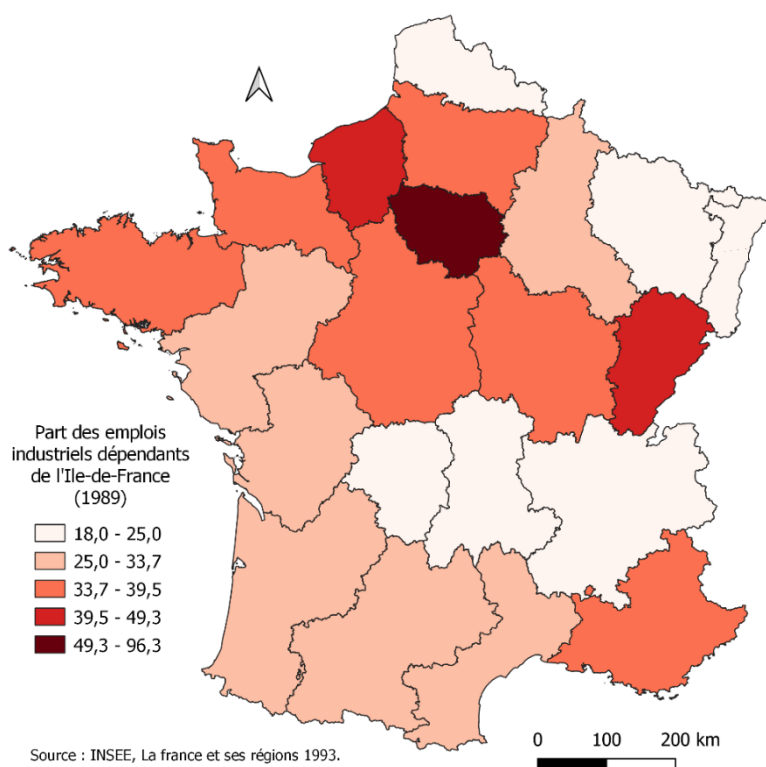 Part des emplois
industriels dépendants
de l'Ile-de-France
(1989)
18,0 - 25,0
25,0 - 33,7
33,7 - 39,5
39,5 - 49,3
49,3 - 96,3
Source : INSEE, La france et ses régions 1993.
0 100 200 km